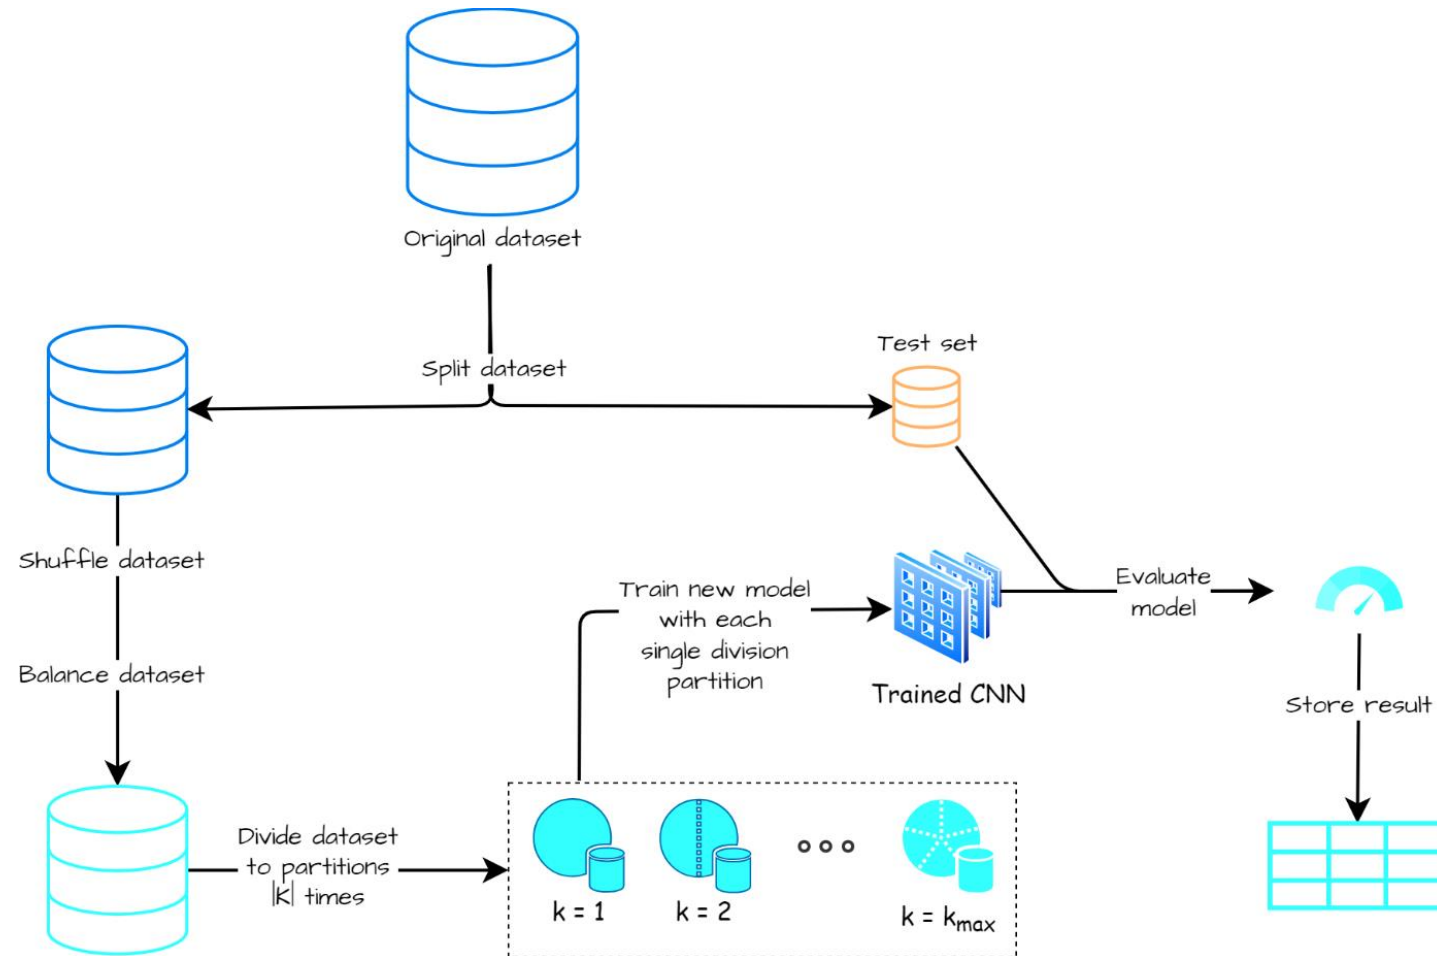 Original dataset
Split dataset
Test set
Shuffle dataset
Balance dataset
Train new model
with each
single division
partition
Trained CNN
Evaluate
model
Store result
Divide dataset
to partitions
|K| times
k = 1
k = 2
k = kmax